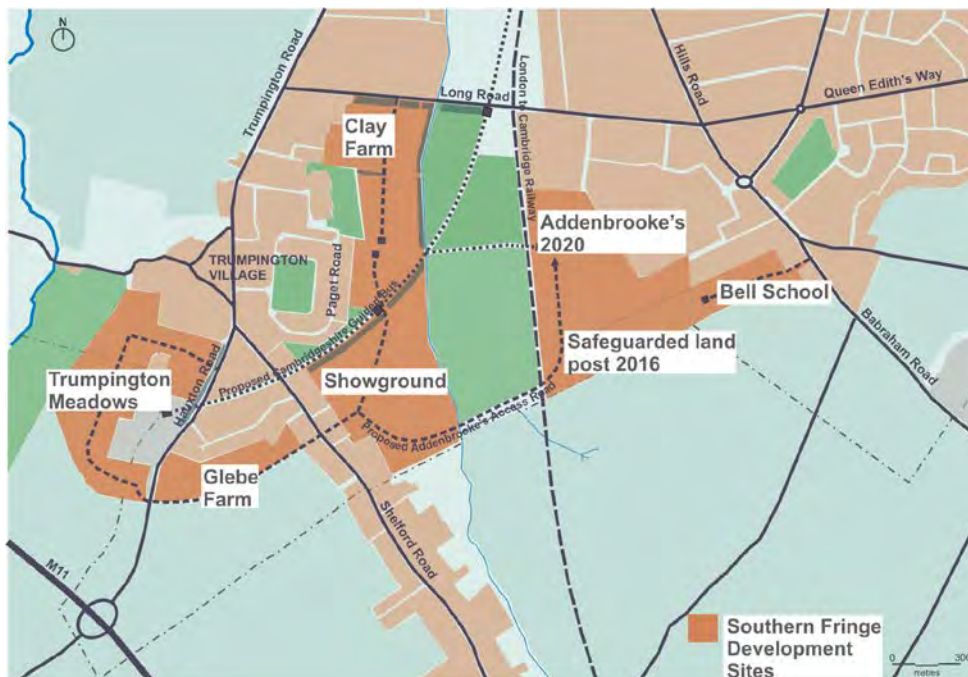 N
Trumpington Road
London to Cambridge Railway
Hills Road
Queen Edith's Way
Long Road
Clay
Farm
Addenbrooke's
2020
TRUMPINGTON
VILLAGE
Paget Road
Bell School
Proposed Cambridgeshire Guided Bus
Safeguarded land
post 2016
Babraham Road
Hauxton Road
Trumpington
Meadows
Showground
Proposed Addenbrooke's Access Road
Glebe
Farm
Shelford Road
M11
Southern Fringe
Development
Sites
0 300
metres